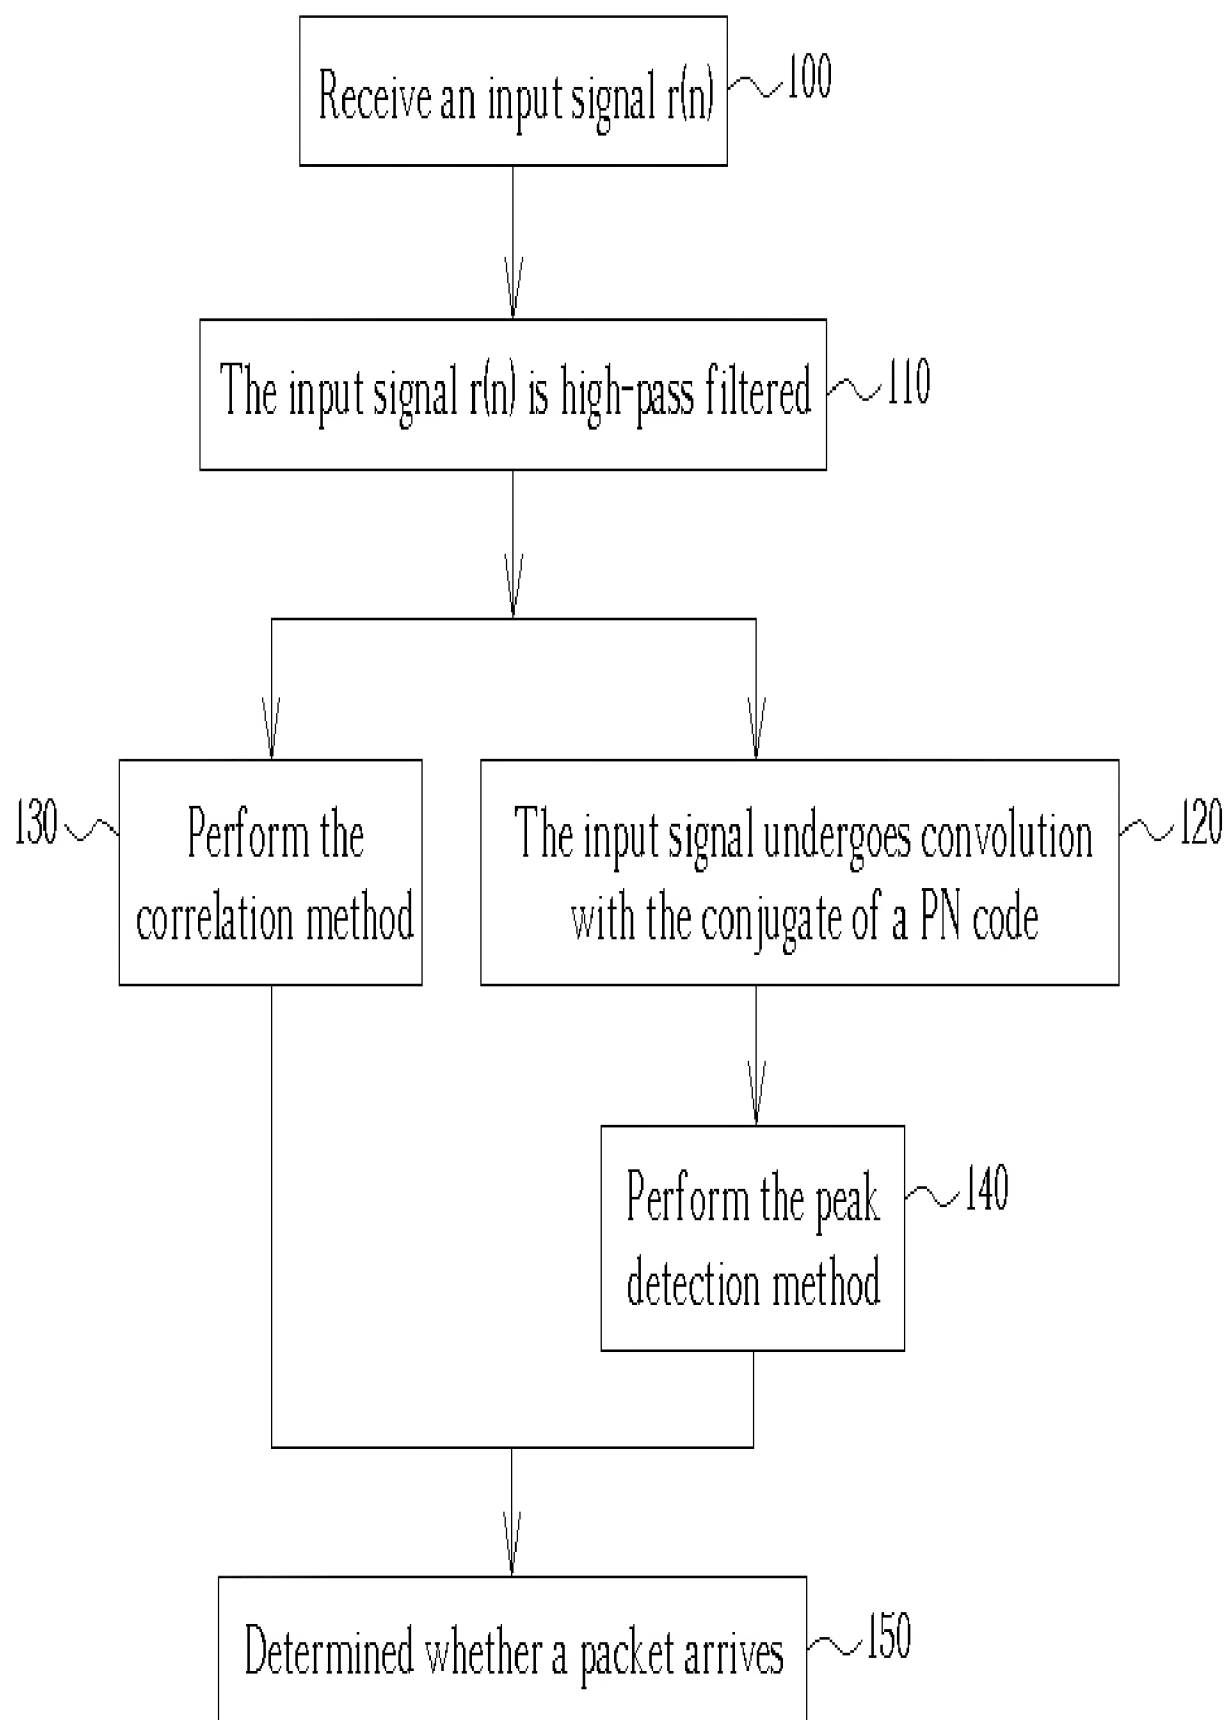 Receive an input signal r(n)
100
The input signal r(n) is high-pass filtered
110
130
Perform the
correlation method
The input signal undergoes convolution
with the conjugate of a PN code
120
Perform the peak
detection method
140
Determined whether a packet arrives
150